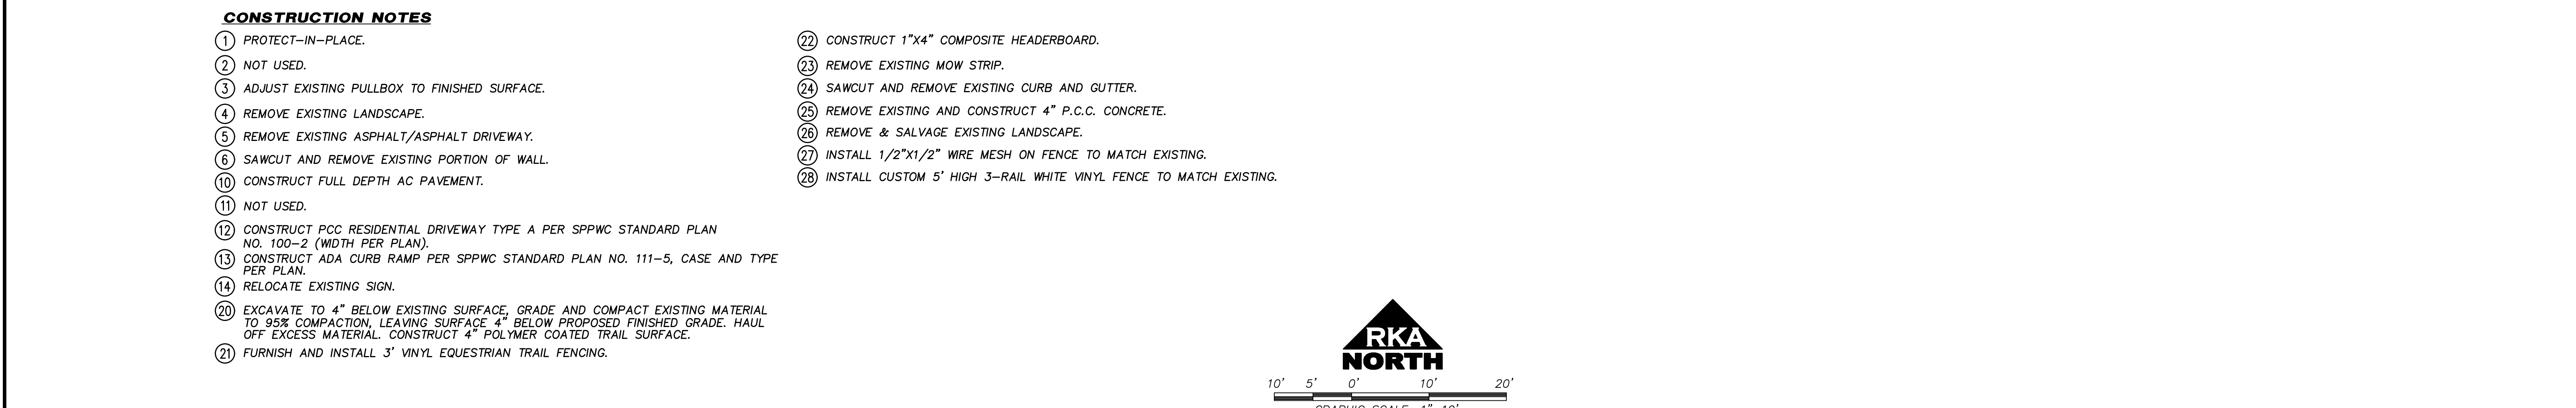 CONSTRUCTION NOTES
1 PROTECT-IN-PLACE.
2 NOT USED.
3 ADJUST EXISTING PULLBOX TO FINISHED SURFACE.
4 REMOVE EXISTING LANDSCAPE.
5 REMOVE EXISTING ASPHALT/ASPHALT DRIVEWAY.
6 SAWCUT AND REMOVE EXISTING PORTION OF WALL.
10 CONSTRUCT FULL DEPTH AC PAVEMENT.
11 NOT USED.
12 CONSTRUCT PCC RESIDENTIAL DRIVEWAY TYPE A PER SPPWC STANDARD PLAN
NO. 100-2 (WIDTH PER PLAN).
13 CONSTRUCT ADA CURB RAMP PER SPPWC STANDARD PLAN NO. 111-5, CASE AND TYPE
PER PLAN.
14 RELOCATE EXISTING SIGN.
20 EXCAVATE TO 4" BELOW EXISTING SURFACE, GRADE AND COMPACT EXISTING MATERIAL
TO 95% COMPACTION, LEAVING SURFACE 4" BELOW PROPOSED FINISHED GRADE. HAUL
OFF EXCESS MATERIAL. CONSTRUCT 4" POLYMER COATED TRAIL SURFACE.
21 FURNISH AND INSTALL 3' VINYL EQUESTRIAN TRAIL FENCING.
22 CONSTRUCT 1"X4" COMPOSITE HEADERBOARD.
23 REMOVE EXISTING MOW STRIP.
24 SAWCUT AND REMOVE EXISTING CURB AND GUTTER.
25 REMOVE EXISTING AND CONSTRUCT 4" P.C.C. CONCRETE.
26 REMOVE & SALVAGE EXISTING LANDSCAPE.
27 INSTALL 1/2"X1/2" WIRE MESH ON FENCE TO MATCH EXISTING.
28 INSTALL CUSTOM 5' HIGH 3-RAIL WHITE VINYL FENCE TO MATCH EXISTING.
RKA
NORTH
10' 5' 0' 10' 20'
GRAPHIC SCALE